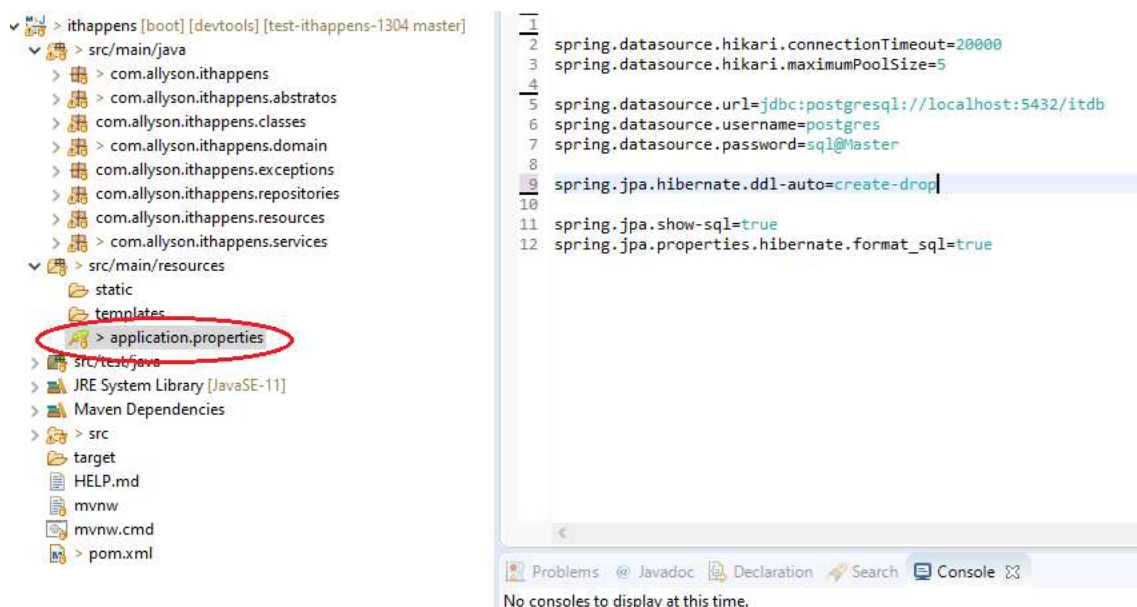 > ithappens [boot] [devtools] [test-ithappens-1304 master]
> src/main/java
> com.allyson.ithappens
> com.allyson.ithappens.abstratos
com.allyson.ithappens.classes
> com.allyson.ithappens.domain
com.allyson.ithappens.exceptions
com.allyson.ithappens.repositories
com.allyson.ithappens.resources
> com.allyson.ithappens.services
> src/main/resources
static
templates
> application.properties
src/test/java
JRE System Library [JavaSE-11]
Maven Dependencies
> src
target
HELP.md
mvnw
mvnw.cmd
> pom.xml
1
2 spring.datasource.hikari.connectionTimeout=20000
3 spring.datasource.hikari.maximumPoolSize=5
4
5 spring.datasource.url=jdbc:postgresql://localhost:5432/itdb
6 spring.datasource.username=postgres
7 spring.datasource.password=sql@Master
8
9 spring.jpa.hibernate.ddl-auto=create-drop
10
11 spring.jpa.show-sql=true
12 spring.jpa.properties.hibernate.format_sql=true
Problems @ Javadoc Declaration Search Console
No consoles to display at this time.